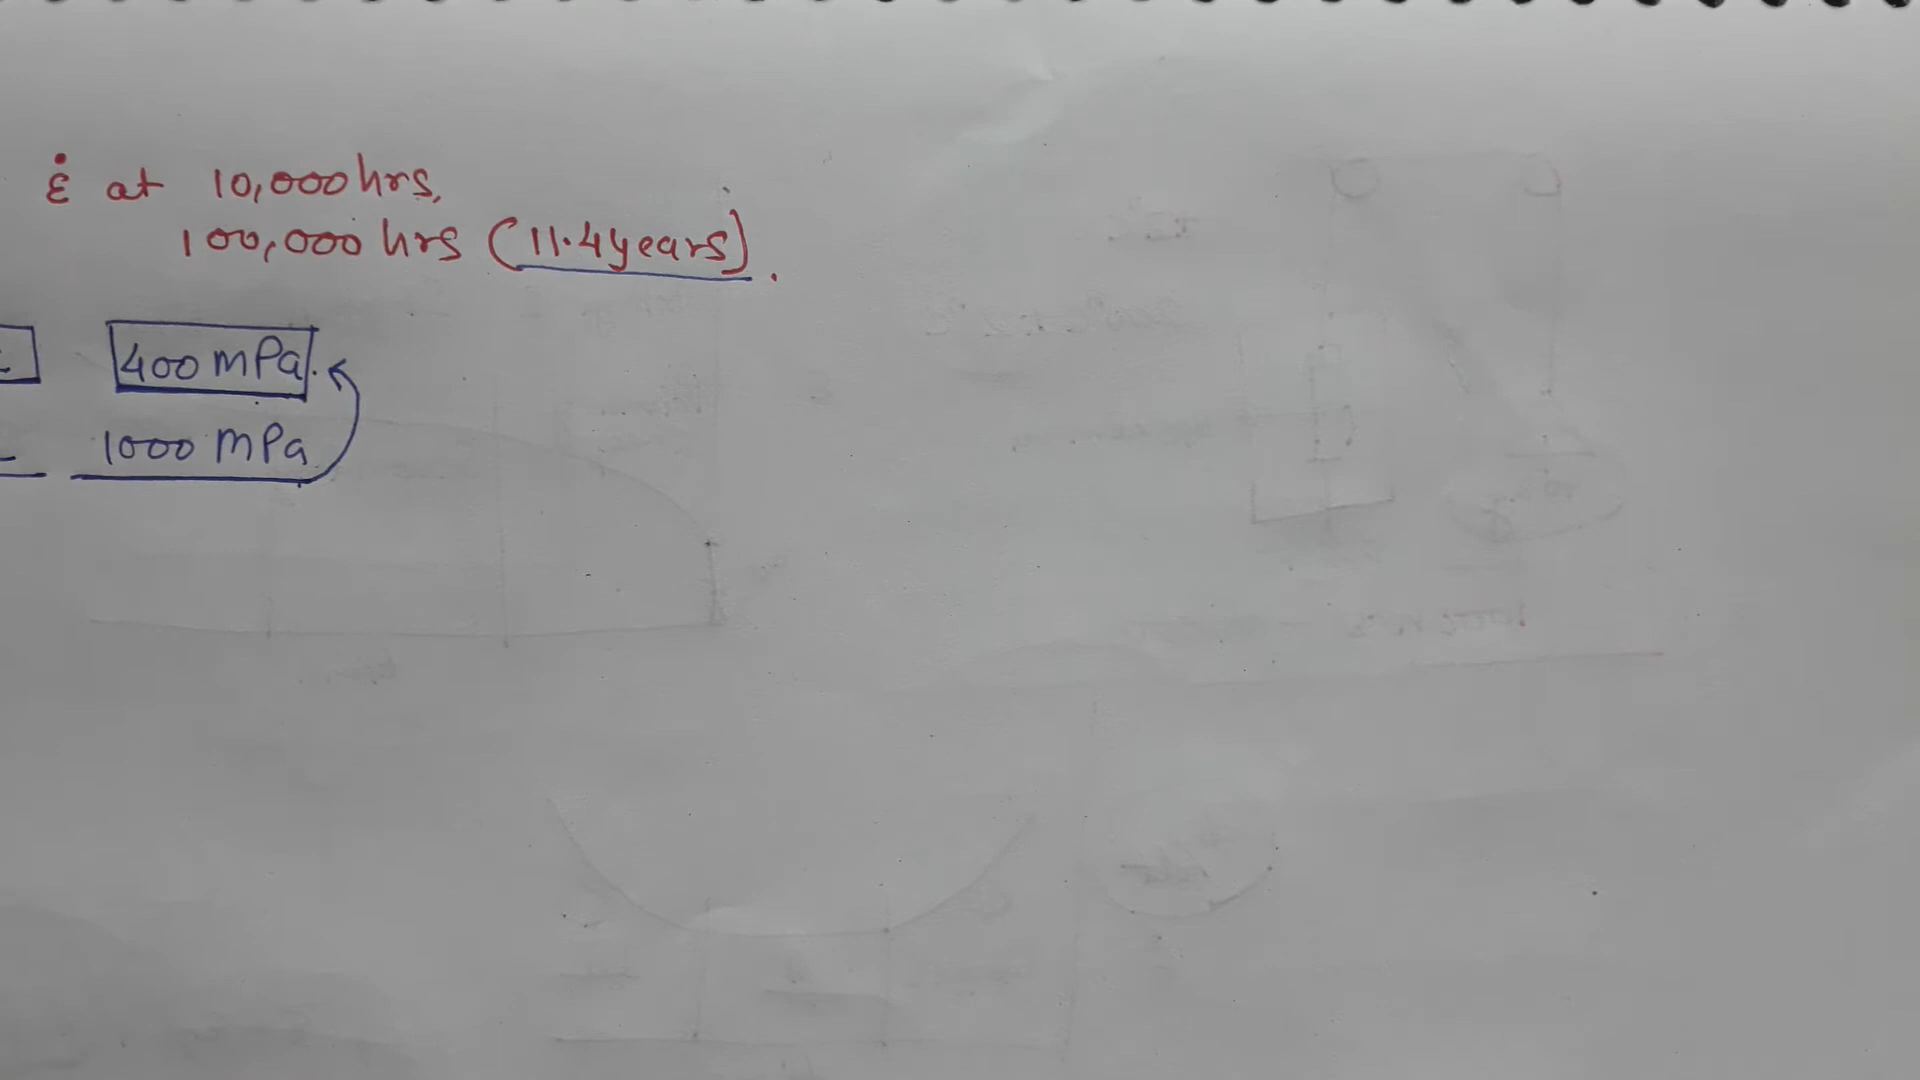 ε̇ at 10,000 hrs,
100,000 hrs (11.4 years).
400 mPa.
1000 mPa